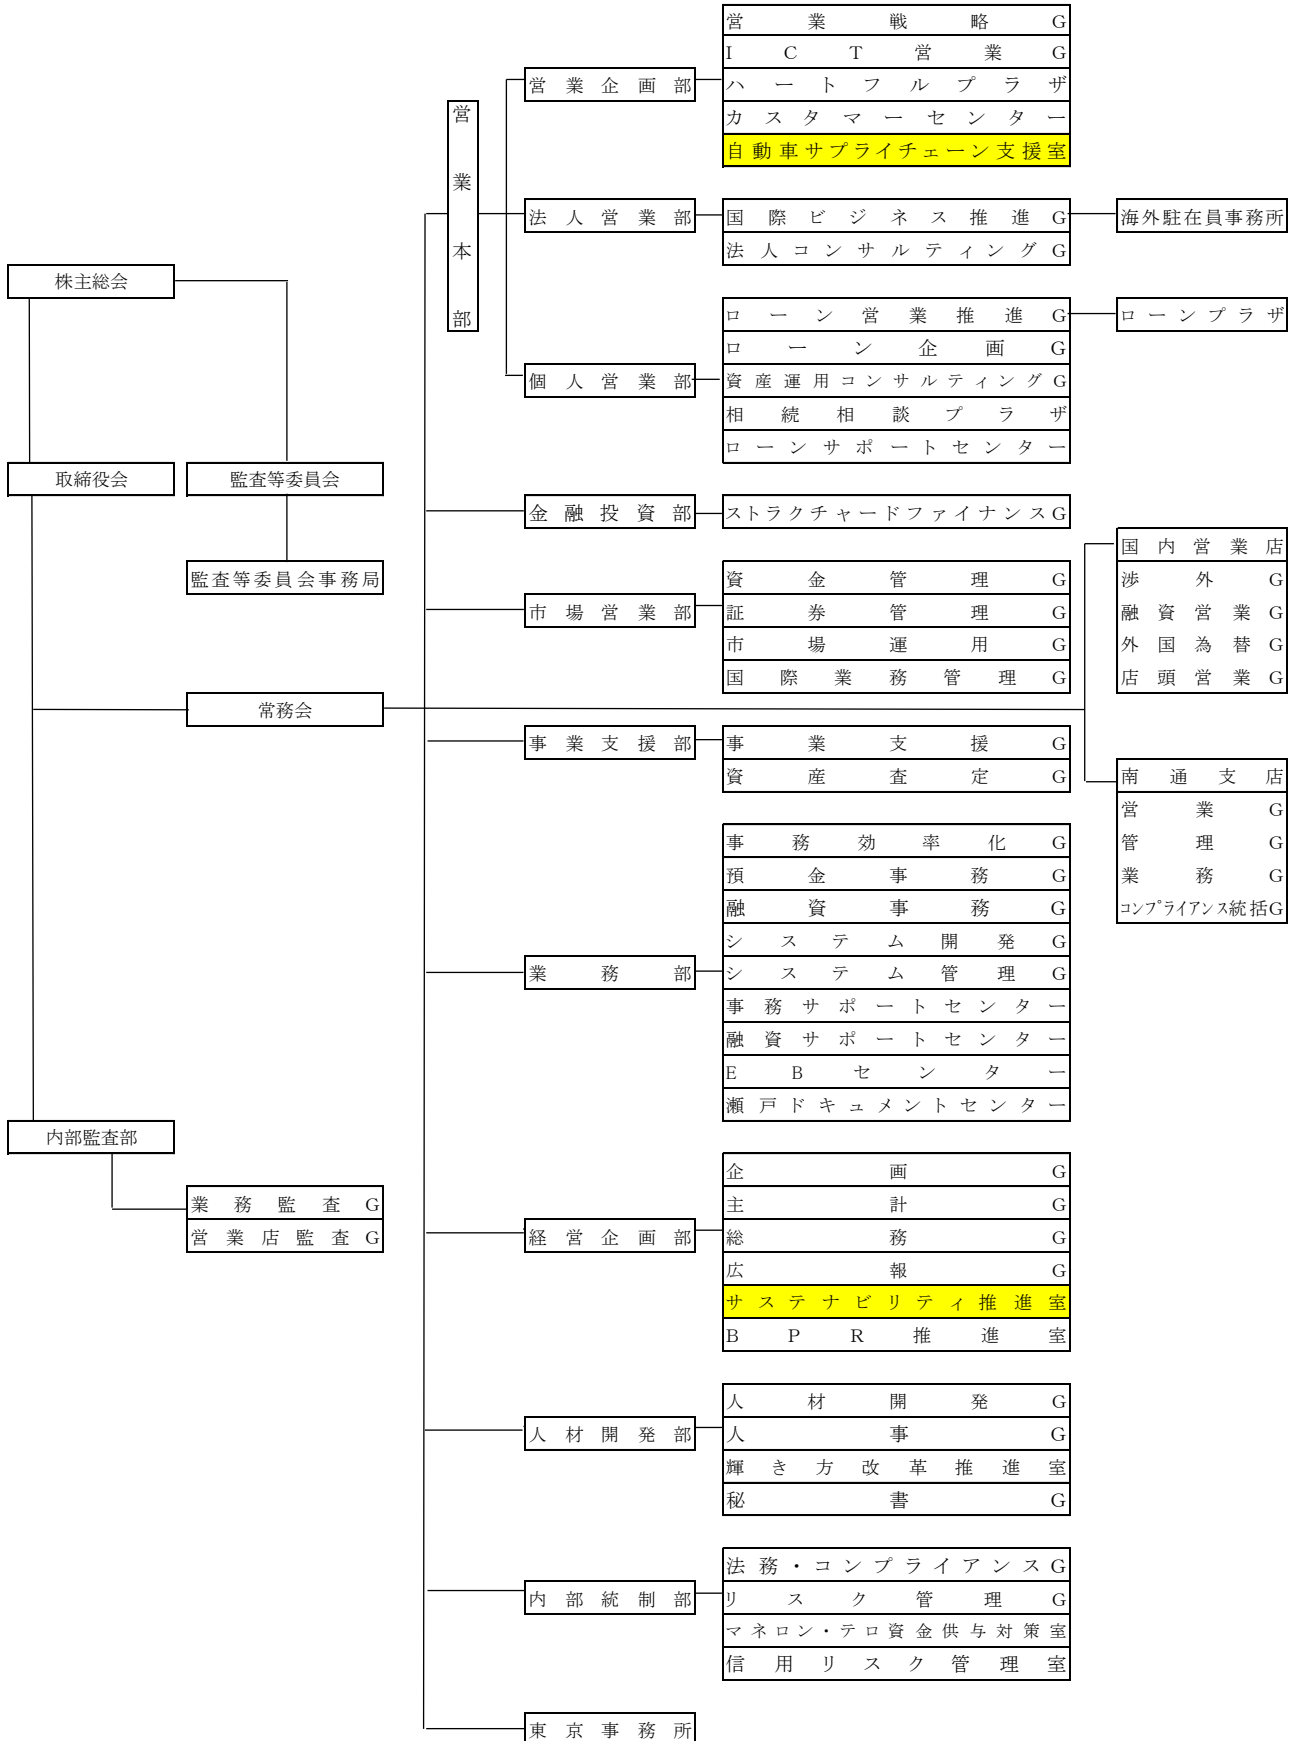 営業戦略G
ICT営業G
営業企画部
ハートフルプラザ
カスタマーセンター
自動車サプライチェーン支援室
営業本部
法人営業部
国際ビジネス推進G
海外駐在員事務所
法人コンサルティングG
株主総会
ローン営業推進G
ローンプラザ
ローン企画G
個人営業部
資産運用コンサルティングG
相続相談プラザ
ローンサポートセンター
取締役会
監査等委員会
監査等委員会事務局
金融投資部
ストラクチャードファイナンスG
国内営業店
渉外G
融資営業G
外国為替G
店頭営業G
資金管理G
市場営業部
証券管理G
市場運用G
国際業務管理G
常務会
事業支援部
事業支援G
資産査定G
南通支店
営業G
管理G
業務G
コンプライアンス統括G
事務効率化G
預金事務G
融資事務G
システム開発G
業務部
システム管理G
事務サポートセンター
融資サポートセンター
EBセンター
瀬戸ドキュメントセンター
内部監査部
業務監査G
営業店監査G
企画G
主計G
経営企画部
総務G
広報G
サステナビリティ推進室
BPR推進室
人材開発G
人材開発部
人事G
輝き方改革推進室
秘書G
法務・コンプライアンスG
内部統制部
リスク管理G
マネロン・テロ資金供与対策室
信用リスク管理室
東京事務所